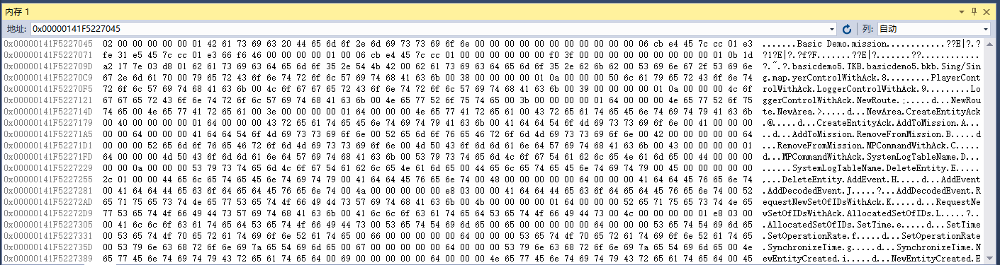 内存 1
地址: 0x00000141F5227045 列: 自动
0x00000141F5227045 02 00 00 00 00 00 01 42 61 73 69 63 20 44 65 6d 6f 2e 6d 69 73 73 69 6f 6e 00 00 00 00 00 00 00 00 00 00 00 06 cb e4 45 7c cc 01 e3 .......Basic Demo.mission...........??E|?.?
0x00000141F5227071 fe 31 e5 45 7c cc 01 e3 66 f6 46 00 00 00 00 01 00 06 cb e4 45 7c cc 01 00 00 00 00 00 00 f0 3f 00 00 00 00 00 00 00 00 01 0b 1d ?1?E|?.?f?F.......??E|?.......??...........
0x00000141F522709D a2 17 7e 03 d8 01 62 61 73 69 63 64 65 6d 6f 35 2e 54 4b 42 00 62 61 73 69 63 64 65 6d 6f 35 2e 62 6b 62 00 53 69 6e 67 2f 53 69 6e ?.~.?.basicdemo5.TKB.basicdemo5.bkb.Sing/Sin
0x00000141F52270C9 67 2e 6d 61 70 00 79 65 72 43 6f 6e 74 72 6f 6c 57 69 74 68 41 63 6b 00 38 00 00 00 00 01 0a 00 00 00 50 6c 61 79 65 72 43 6f 6e 74 g.map.yerControlWithAck.8.........PlayerCont
0x00000141F52270F5 72 6f 6c 57 69 74 68 41 63 6b 00 4c 6f 67 67 65 72 43 6f 6e 74 72 6f 6c 57 69 74 68 41 63 6b 00 39 00 00 00 00 01 0a 00 00 00 4c 6f rolWithAck.LoggerControlWithAck.9.........Lo
0x00000141F5227121 67 67 65 72 43 6f 6e 74 72 6f 6c 57 69 74 68 41 63 6b 00 4e 65 77 52 6f 75 74 65 00 3b 00 00 00 00 01 64 00 00 00 4e 65 77 52 6f 75 ggerControlWithAck.NewRoute.;.....d...NewRou
0x00000141F522714D 74 65 00 4e 65 77 41 72 65 61 00 3e 00 00 00 00 01 64 00 00 00 4e 65 77 41 72 65 61 00 43 72 65 61 74 65 45 6e 74 69 74 79 41 63 6b te.NewArea.>.....d...NewArea.CreateEntityAck
0x00000141F5227179 00 40 00 00 00 00 01 64 00 00 00 43 72 65 61 74 65 45 6e 74 69 74 79 41 63 6b 00 41 64 64 54 6f 4d 69 73 73 69 6f 6e 00 41 00 00 00 .@.....d...CreateEntityAck.AddToMission.A...
0x00000141F52271A5 00 00 64 00 00 00 41 64 64 54 6f 4d 69 73 73 69 6f 6e 00 52 65 6d 6f 76 65 46 72 6f 6d 4d 69 73 73 69 6f 6e 00 42 00 00 00 00 00 64 ..d...AddToMission.RemoveFromMission.B.....d
0x00000141F52271D1 00 00 00 52 65 6d 6f 76 65 46 72 6f 6d 4d 69 73 73 69 6f 6e 00 4d 50 43 6f 6d 6d 61 6e 64 57 69 74 68 41 63 6b 00 43 00 00 00 00 01 ...RemoveFromMission.MPCommandWithAck.C.....
0x00000141F52271FD 64 00 00 00 4d 50 43 6f 6d 6d 61 6e 64 57 69 74 68 41 63 6b 00 53 79 73 74 65 6d 4c 6f 67 54 61 62 6c 65 4e 61 6d 65 00 44 00 00 00 d...MPCommandWithAck.SystemLogTableName.D...
0x00000141F5227229 00 00 0a 00 00 00 53 79 73 74 65 6d 4c 6f 67 54 61 62 6c 65 4e 61 6d 65 00 44 65 6c 65 74 65 45 6e 74 69 74 79 00 45 00 00 00 00 00 ......SystemLogTableName.DeleteEntity.E.....
0x00000141F5227255 2c 01 00 00 44 65 6c 65 74 65 45 6e 74 69 74 79 00 41 64 64 45 76 65 6e 74 00 48 00 00 00 00 00 64 00 00 00 41 64 64 45 76 65 6e 74 ,...DeleteEntity.AddEvent.H.....d...AddEvent
0x00000141F5227281 00 41 64 64 44 65 63 6f 64 65 64 45 76 65 6e 74 00 4a 00 00 00 00 00 e8 03 00 00 41 64 64 44 65 63 6f 64 65 64 45 76 65 6e 74 00 52 .AddDecodedEvent.J.....?...AddDecodedEvent.R
0x00000141F52272AD 65 71 75 65 73 74 4e 65 77 53 65 74 4f 66 49 44 73 57 69 74 68 41 63 6b 00 4b 00 00 00 00 01 64 00 00 00 52 65 71 75 65 73 74 4e 65 equestNewSetOfIDsWithAck.K.....d...RequestNe
0x00000141F52272D9 77 53 65 74 4f 66 49 44 73 57 69 74 68 41 63 6b 00 41 6c 6c 6f 63 61 74 65 64 53 65 74 4f 66 49 44 73 00 4c 00 00 00 00 01 e8 03 00 wSetOfIDsWithAck.AllocatedSetOfIDs.L.....?..
0x00000141F5227305 00 41 6c 6c 6f 63 61 74 65 64 53 65 74 4f 66 49 44 73 00 53 65 74 54 69 6d 65 00 65 00 00 00 00 00 64 00 00 00 53 65 74 54 69 6d 65 .AllocatedSetOfIDs.SetTime.e.....d...SetTime
0x00000141F5227331 00 53 65 74 4f 70 65 72 61 74 69 6f 6e 52 61 74 65 00 66 00 00 00 00 00 64 00 00 00 53 65 74 4f 70 65 72 61 74 69 6f 6e 52 61 74 65 .SetOperationRate.f.....d...SetOperationRate
0x00000141F522735D 00 53 79 6e 63 68 72 6f 6e 69 7a 65 54 69 6d 65 00 67 00 00 00 00 00 64 00 00 00 53 79 6e 63 68 72 6f 6e 69 7a 65 54 69 6d 65 00 4e .SynchronizeTime.g.....d...SynchronizeTime.N
0x00000141F5227389 65 77 45 6e 74 69 74 79 43 72 65 61 74 65 64 00 69 00 00 00 00 00 64 00 00 00 4e 65 77 45 6e 74 69 74 79 43 72 65 61 74 65 64 00 45 ewEntityCreated.i.....d...NewEntityCreated.E